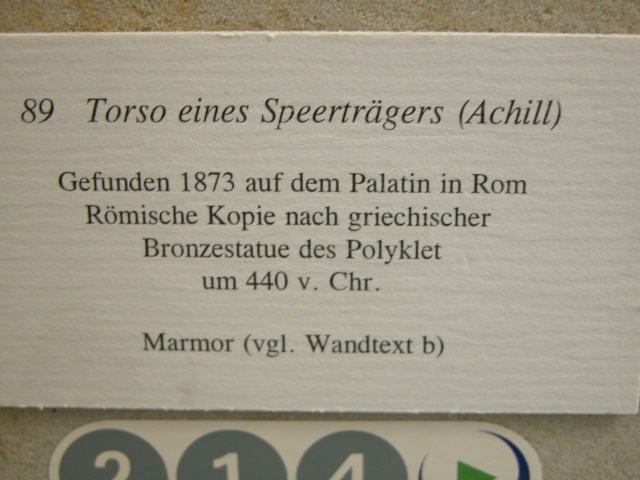 89 Torso eines Speerträgers (Achill)
Gefunden 1873 auf dem Palatin in Rom
Römische Kopie nach griechischer
Bronzestatue des Polyklet
um 440 v. Chr.
Marmor (vgl. Wandtext b)
214